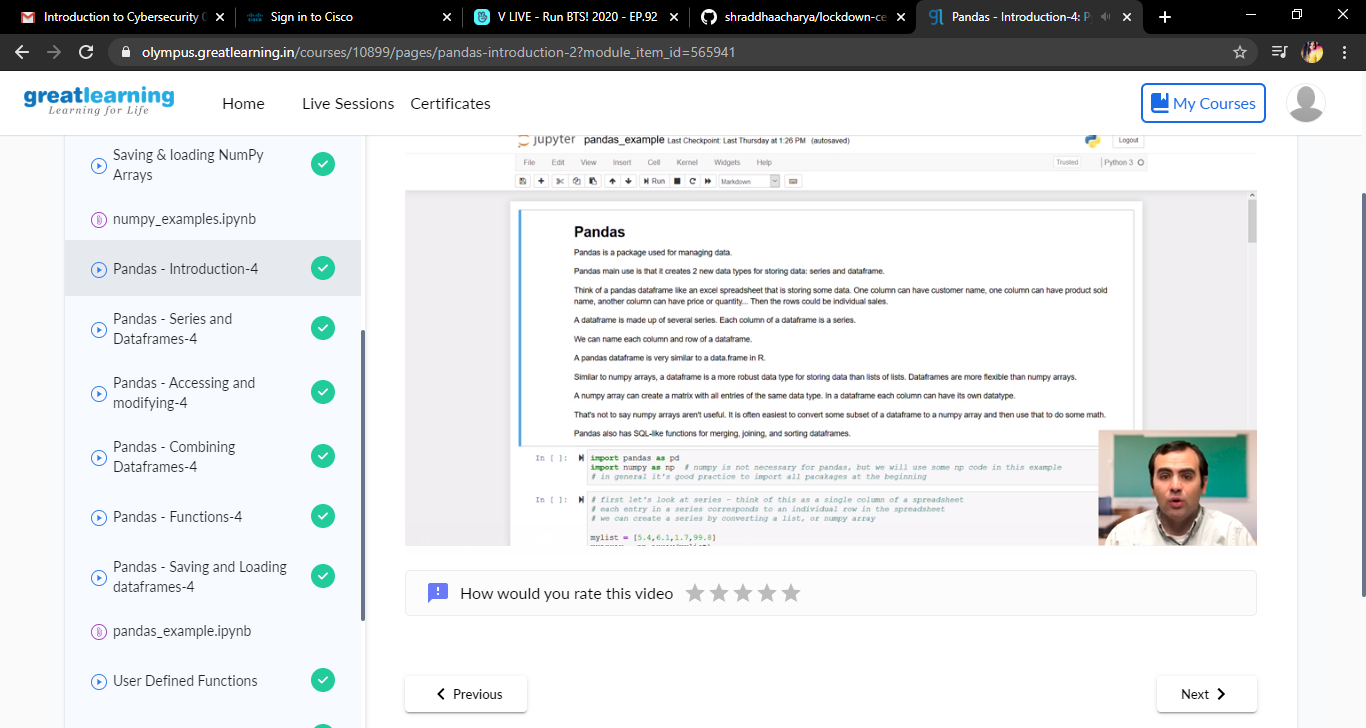 Introduction to Cybersecurity
Sign in to Cisco
V LIVE - Run BTS! 2020 - EP.92
shraddhaacharya/lockdown-ce
Pandas - Introduction-4: P
olympus.greatlearning.in/courses/10899/pages/pandas-introduction-2?module_item_id=565941
greatlearning
Learning for Life
Home
Live Sessions
Certificates
My Courses
Saving & loading NumPy
Arrays
numpy_examples.ipynb
Pandas - Introduction-4
Pandas - Series and
Dataframes-4
Pandas - Accessing and
modifying-4
Pandas - Combining
Dataframes-4
Pandas - Functions-4
Pandas - Saving and Loading
dataframes-4
pandas_example.ipynb
User Defined Functions
jupyter pandas_example Last Checkpoint: Last Thursday at 1:26 PM (autosaved)
Logout
File Edit View Insert Cell Kernel Widgets Help
Trusted
Python 3
Run
Markdown
Pandas
Pandas is a package used for managing data.
Pandas main use is that it creates 2 new data types for storing data: series and dataframe.
Think of a pandas dataframe like an excel spreadsheet that is storing some data. One column can have customer name, one column can have product sold
name, another column can have price or quantity... Then the rows could be individual sales.
A dataframe is made up of several series. Each column of a dataframe is a series.
We can name each column and row of a dataframe.
A pandas dataframe is very similar to a data.frame in R.
Similar to numpy arrays, a dataframe is a more robust data type for storing data than lists of lists. Dataframes are more flexible than numpy arrays.
A numpy array can create a matrix with all entries of the same data type. In a dataframe each column can have its own datatype.
That's not to say numpy arrays aren't useful. It is often easiest to convert some subset of a dataframe to a numpy array and then use that to do some math.
Pandas also has SQL-like functions for merging, joining, and sorting dataframes.
In [ ]: import pandas as pd
import numpy as np # numpy is not necessary for pandas, but we will use some np code in this example
# in general it's good practice to import all pacakages at the beginning
In [ ]: # first let's look at series - think of this as a single column of a spreadsheet
# each entry in a series corresponds to an individual row in the spreadsheet
# we can create a series by converting a list, or numpy array
mylist = [5.4,6.1,1.7,99.8]
How would you rate this video
Previous
Next